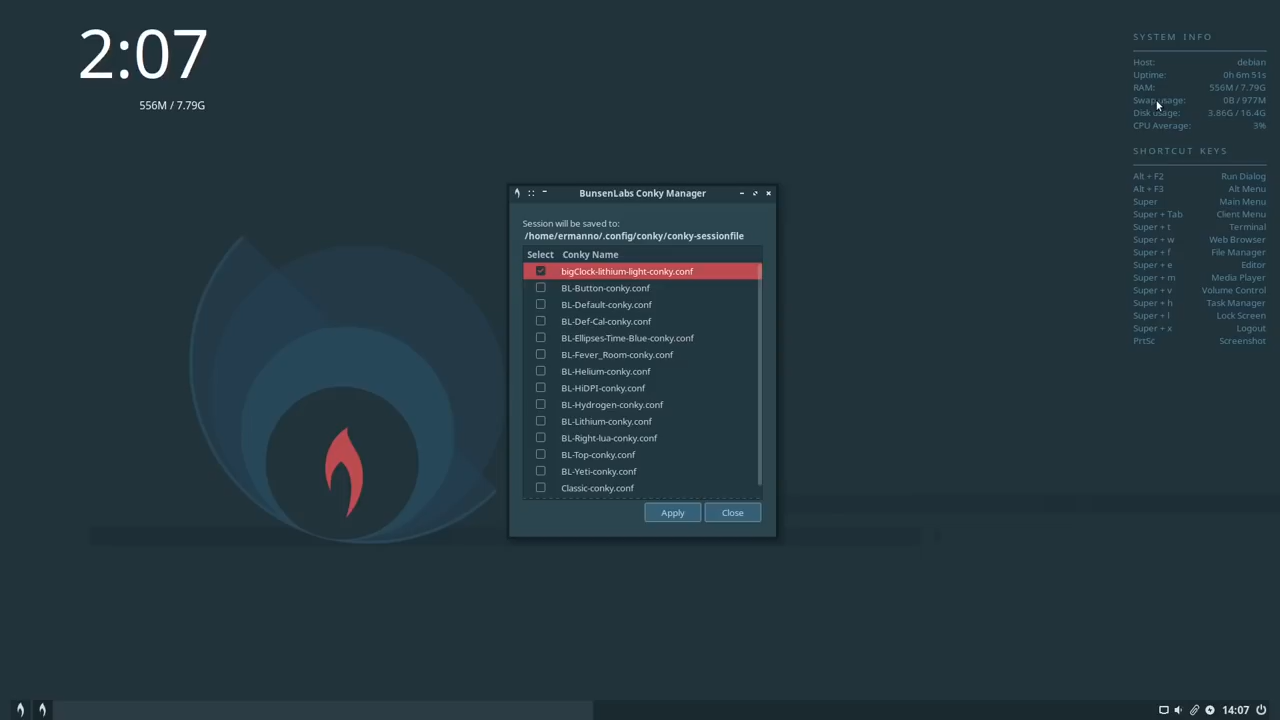 2:07
556M / 7.79G
SYSTEM INFO
Host: debian
Uptime: 0h 6m 51s
RAM: 556M / 7.79G
Swap usage: 0B / 977M
Disk usage: 3.86G / 16.4G
CPU Average: 3%
SHORTCUT KEYS
Alt + F2 Run Dialog
Alt + F3 Alt Menu
Super Main Menu
Super + Tab Client Menu
Super + t Terminal
Super + w Web Browser
Super + f File Manager
Super + e Editor
Super + m Media Player
Super + v Volume Control
Super + h Task Manager
Super + l Lock Screen
Super + x Logout
PrtSc Screenshot
BunsenLabs Conky Manager
Session will be saved to:
/home/ermanno/.config/conky/conky-sessionfile
Select Conky Name
bigClock-lithium-light-conky.conf
BL-Button-conky.conf
BL-Default-conky.conf
BL-Def-Cal-conky.conf
BL-Ellipses-Time-Blue-conky.conf
BL-Fever_Room-conky.conf
BL-Helium-conky.conf
BL-HiDPI-conky.conf
BL-Hydrogen-conky.conf
BL-Lithium-conky.conf
BL-Right-lua-conky.conf
BL-Top-conky.conf
BL-Yeti-conky.conf
Classic-conky.conf
Apply Close
14:07